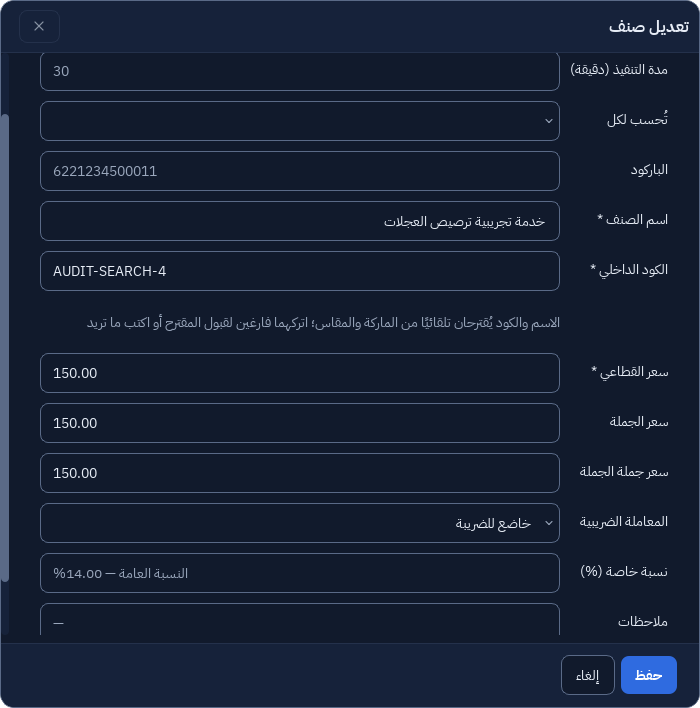 تعديل صنف
مدة التنفيذ (دقيقة) 30
تُحسب لكل
الباركود 6221234500011
اسم الصنف * خدمة تجريبية ترصيص العجلات
الكود الداخلي * AUDIT-SEARCH-4
الاسم والكود يُقترحان تلقائيًا من الماركة والمقاس؛ اتركهما فارغين لقبول المقترح أو اكتب ما تريد
سعر القطاعي * 150.00
سعر الجملة 150.00
سعر جملة الجملة 150.00
المعاملة الضريبية خاضع للضريبة
نسبة خاصة (%) النسبة العامة — 14.00%
ملاحظات —
حفظ إلغاء